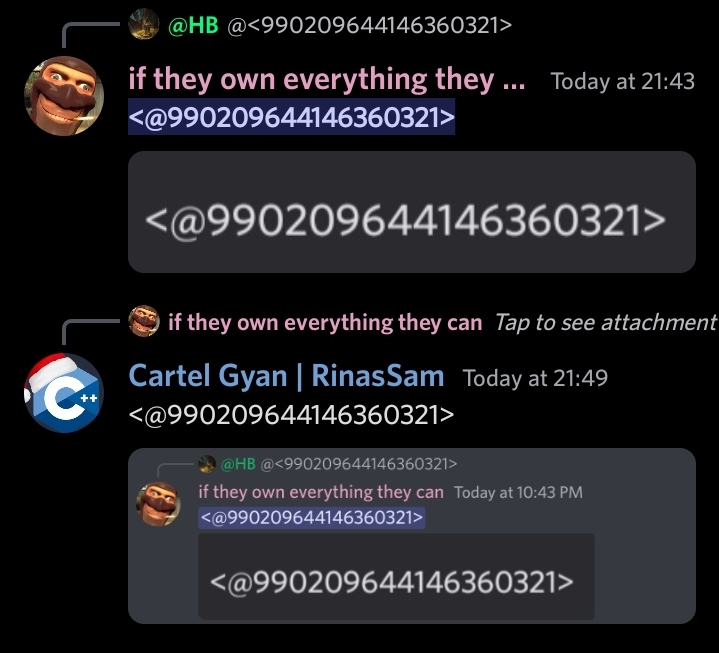 @HB @<990209644146360321>
if they own everything they ... Today at 21:43
<@990209644146360321>
<@990209644146360321>
if they own everything they can Tap to see attachment
C++
Cartel Gyan | RinasSam Today at 21:49
<@990209644146360321>
@HB @<990209644146360321>
if they own everything they can Today at 10:43 PM
<@990209644146360321>
<@990209644146360321>